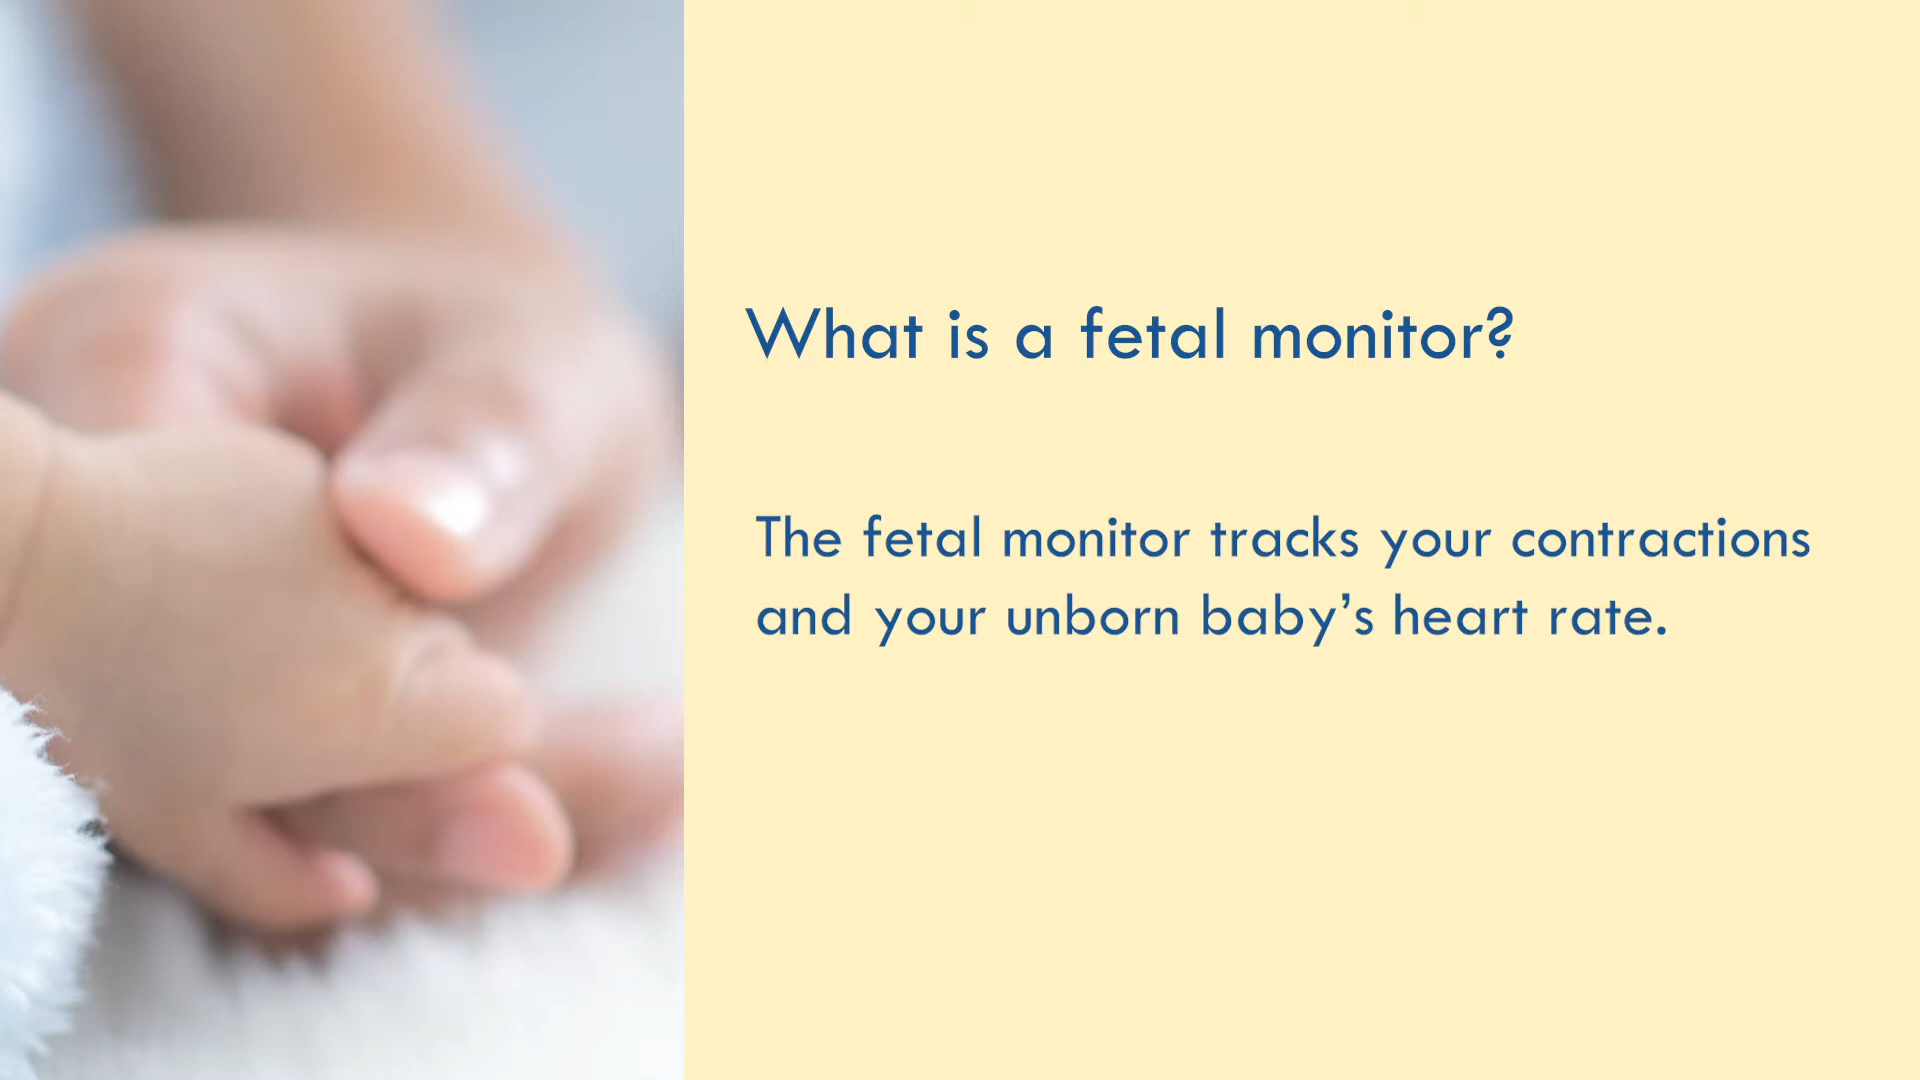 What is a fetal monitor?
The fetal monitor tracks your contractions
and your unborn baby’s heart rate.